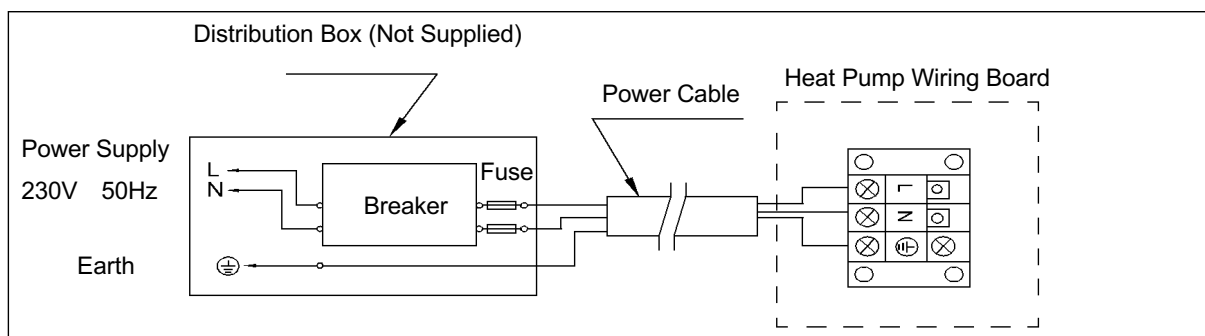 Distribution Box (Not Supplied)
Heat Pump Wiring Board
Power Cable
Power Supply
230V 50Hz
L
N
Fuse
Breaker
Earth
L
N